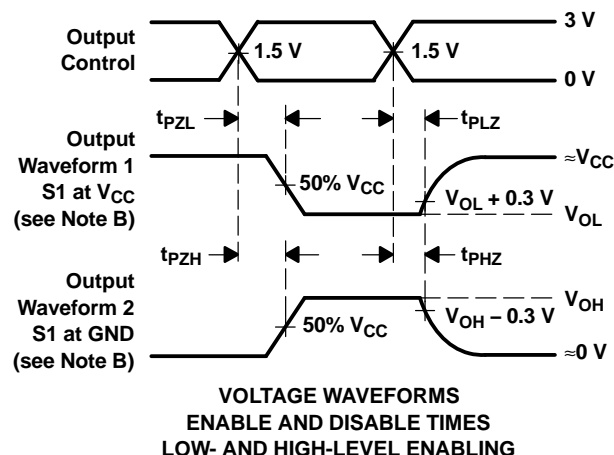 Output
Control
1.5 V
1.5 V
3 V
0 V
tPZL
tPLZ
Output
Waveform 1
S1 at VCC
(see Note B)
50% VCC
≈VCC
VOL + 0.3 V
VOL
tPZH
tPHZ
Output
Waveform 2
S1 at GND
(see Note B)
50% VCC
VOH
VOH – 0.3 V
≈0 V
VOLTAGE WAVEFORMS
ENABLE AND DISABLE TIMES
LOW- AND HIGH-LEVEL ENABLING